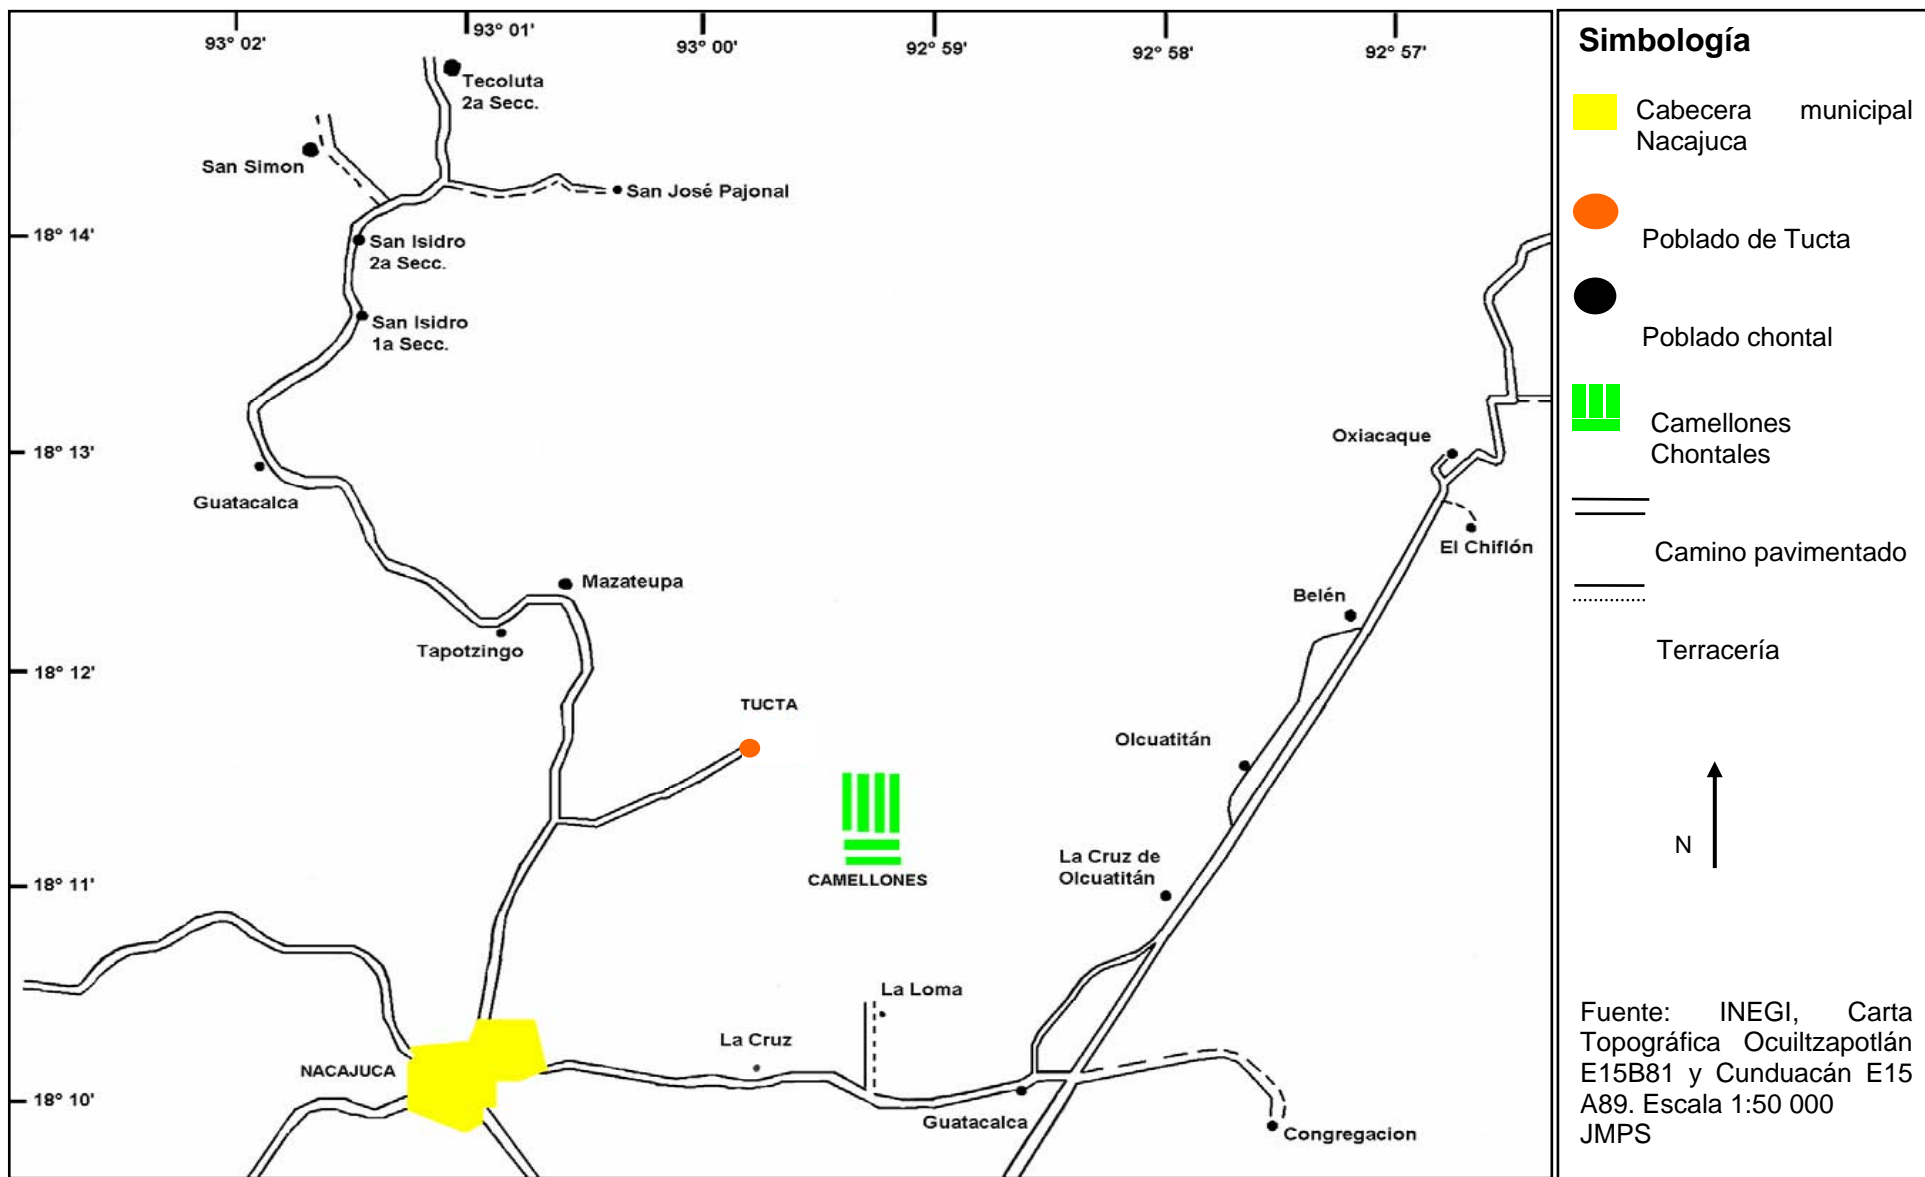 93° 02'
93° 01'
93° 00'
92° 59'
92° 58'
92° 57'
Tecoluta
2a Secc.
San Simon
San José Pajonal
18° 14'
San Isidro
2a Secc.
San Isidro
1a Secc.
18° 13'
Oxiacaque
Guatacalca
El Chiflón
Mazateupa
Belén
Tapotzingo
18° 12'
TUCTA
Olcuatitán
La Cruz de
Olcuatitán
CAMELLONES
18° 11'
La Loma
La Cruz
NACAJUCA
18° 10'
Guatacalca
Congregacion
Simbología
Cabecera municipal
Nacajuca
Poblado de Tucta
Poblado chontal
Camellones
Chontales
Camino pavimentado
Terracería
N
Fuente: INEGI, Carta
Topográfica Ocuiltzapotlán
E15B81 y Cunduacán E15
A89. Escala 1:50 000
JMPS